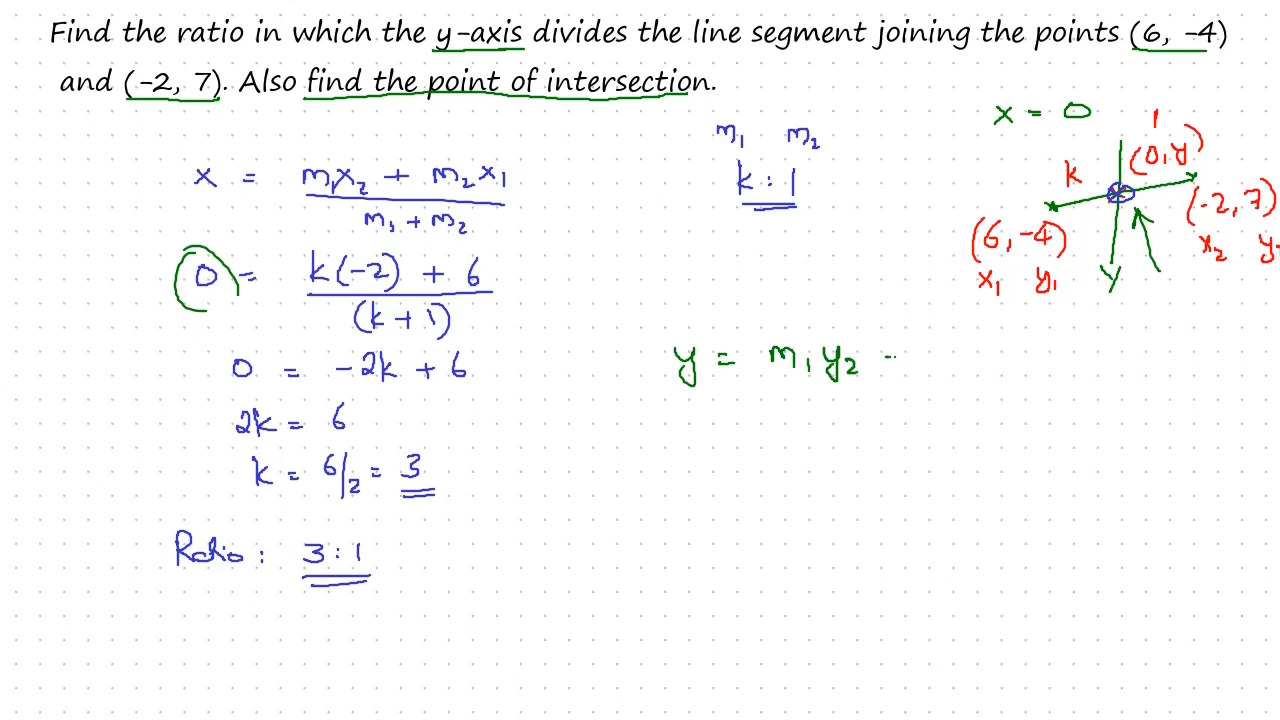 Find the ratio in which the y-axis divides the line segment joining the points (6, -4)
and (-2, 7). Also find the point of intersection.
x = 0
m₁ m₂
k : 1
x = (m₁x₂ + m₂x₁)/(m₁ + m₂)
0 = (k(-2) + 6)/(k + 1)
0 = -2k + 6
2k = 6
k = 6/2 = 3
Ratio : 3 : 1
1
(0, y)
k
(-2, 7)
x₂ y₂
(6, -4)
x₁ y₁
y
y = m₁y₂ -